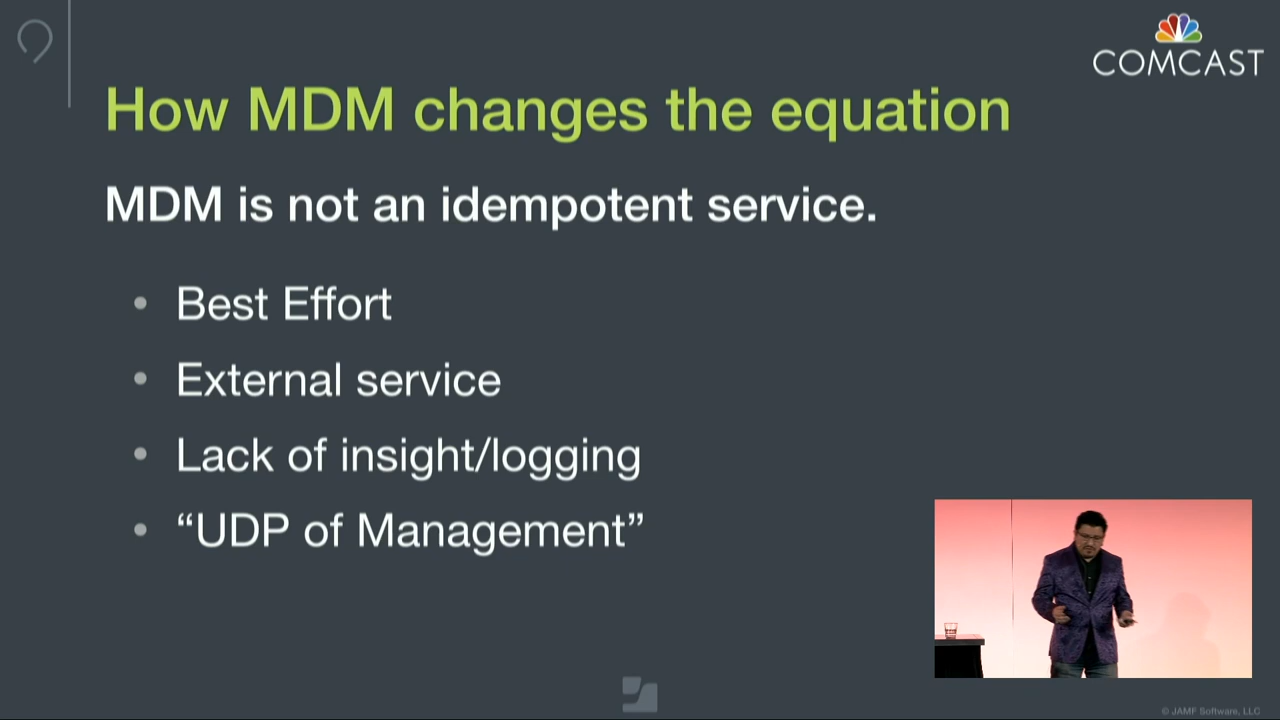 COMCAST
How MDM changes the equation
MDM is not an idempotent service.
• Best Effort
• External service
• Lack of insight/logging
• “UDP of Management”
© JAMF Software, LLC